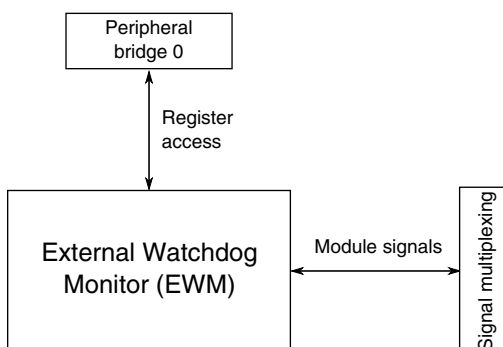 Peripheral
bridge 0
Register
access
External Watchdog
Monitor (EWM)
Module signals
Signal multiplexing